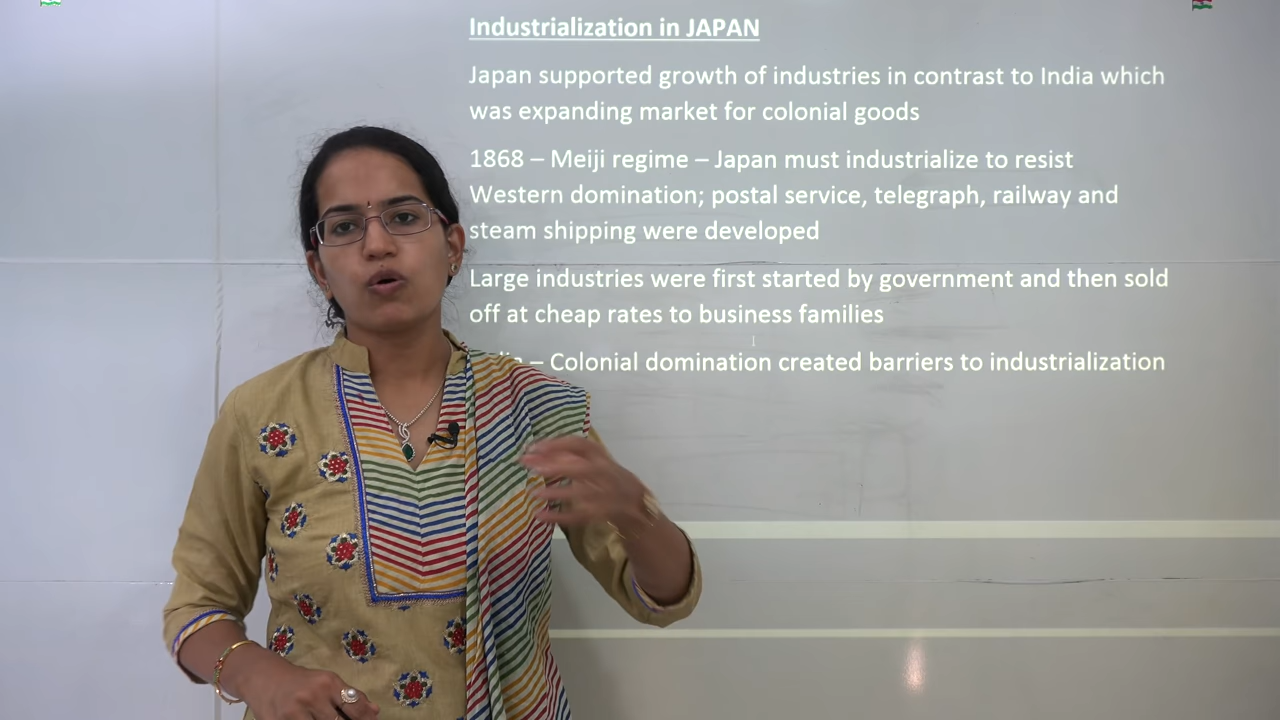 Industrialization in JAPAN
Japan supported growth of industries in contrast to India which
was expanding market for colonial goods
1868 – Meiji regime – Japan must industrialize to resist
Western domination; postal service, telegraph, railway and
steam shipping were developed
Large industries were first started by government and then sold
off at cheap rates to business families
– Colonial domination created barriers to industrialization